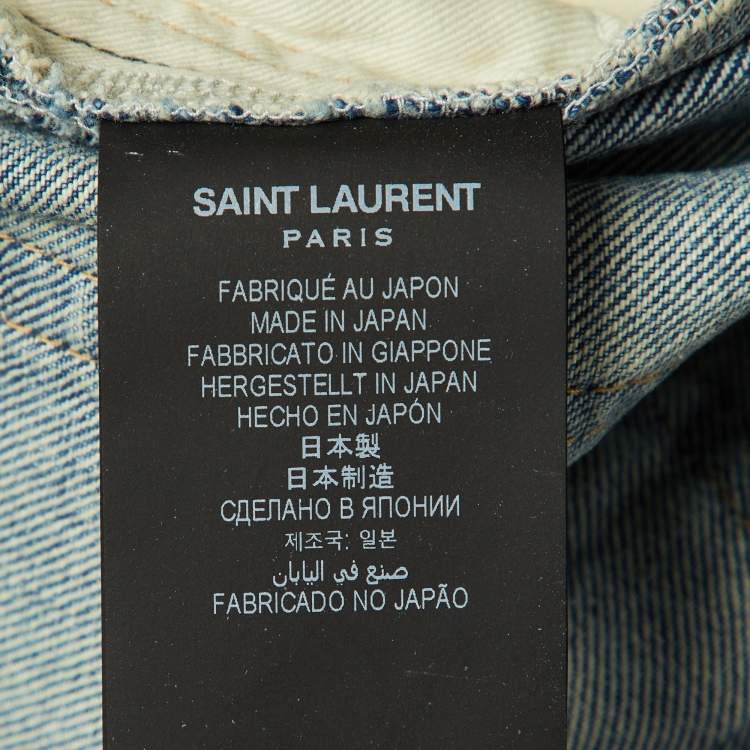 SAINT LAURENT
PARIS
FABRIQUÉ AU JAPON
MADE IN JAPAN
FABBRICATO IN GIAPPONE
HERGESTELLT IN JAPAN
HECHO EN JAPÓN
日本製
日本制造
СДЕЛАНО В ЯПОНИИ
제조국: 일본
صنع في اليابان
FABRICADO NO JAPÃO